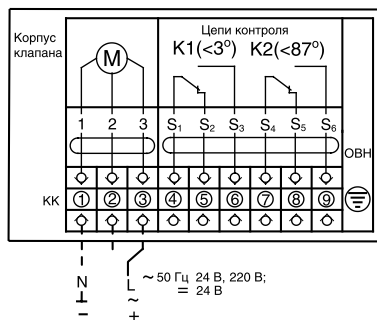 Корпус клапана
Цепи контроля
K1(<3°) K2(<87°)
M
1 2 3 S1 S2 S3 S4 S5 S6
ОВН
КК
1 2 3 4 5 6 7 8 9
N L ~ 50 Гц 24 В, 220 В;
= 24 В
~ ~
− +